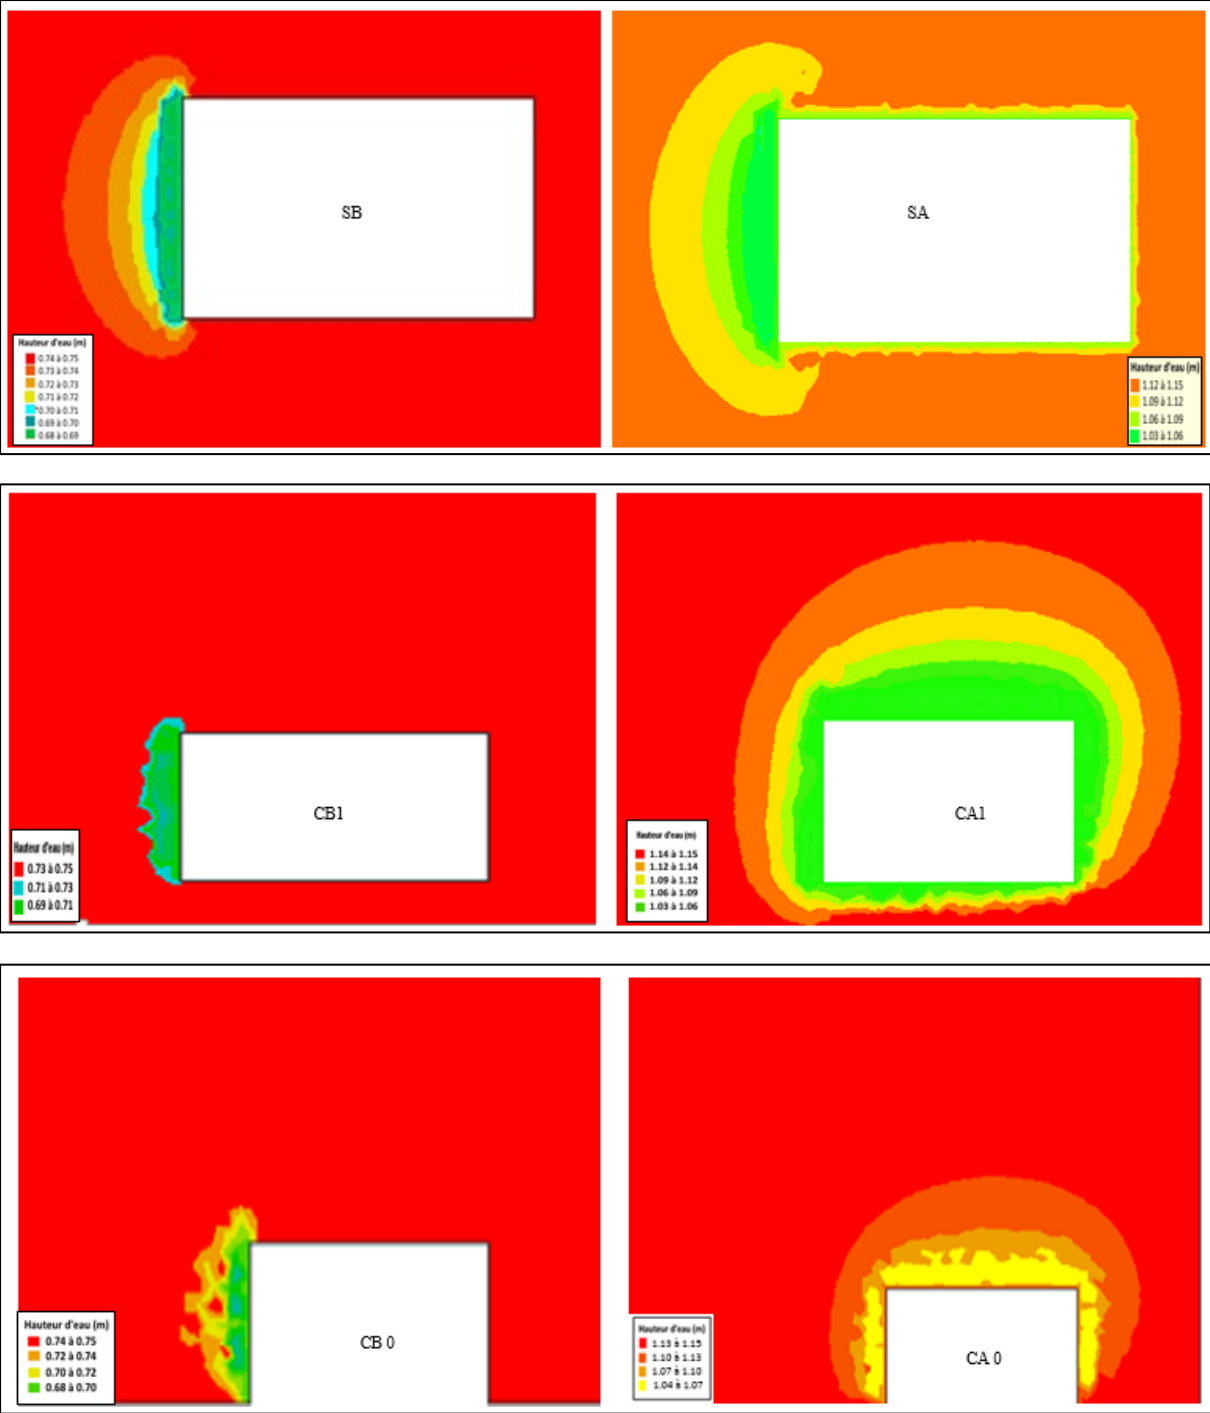 SB
Hauteur d'eau (m)
0.74 à 0.75
0.73 à 0.74
0.72 à 0.73
0.71 à 0.72
0.70 à 0.71
0.69 à 0.70
0.68 à 0.69
SA
Hauteur d'eau (m)
1.12 à 1.15
1.09 à 1.12
1.06 à 1.09
1.03 à 1.06
CB1
Hauteur d'eau (m)
0.73 à 0.75
0.71 à 0.73
0.69 à 0.71
CA1
Hauteur d'eau (m)
1.14 à 1.15
1.12 à 1.14
1.09 à 1.12
1.06 à 1.09
1.03 à 1.06
CB 0
Hauteur d'eau (m)
0.74 à 0.75
0.72 à 0.74
0.70 à 0.72
0.68 à 0.70
CA 0
Hauteur d'eau (m)
1.13 à 1.15
1.10 à 1.13
1.07 à 1.10
1.04 à 1.07